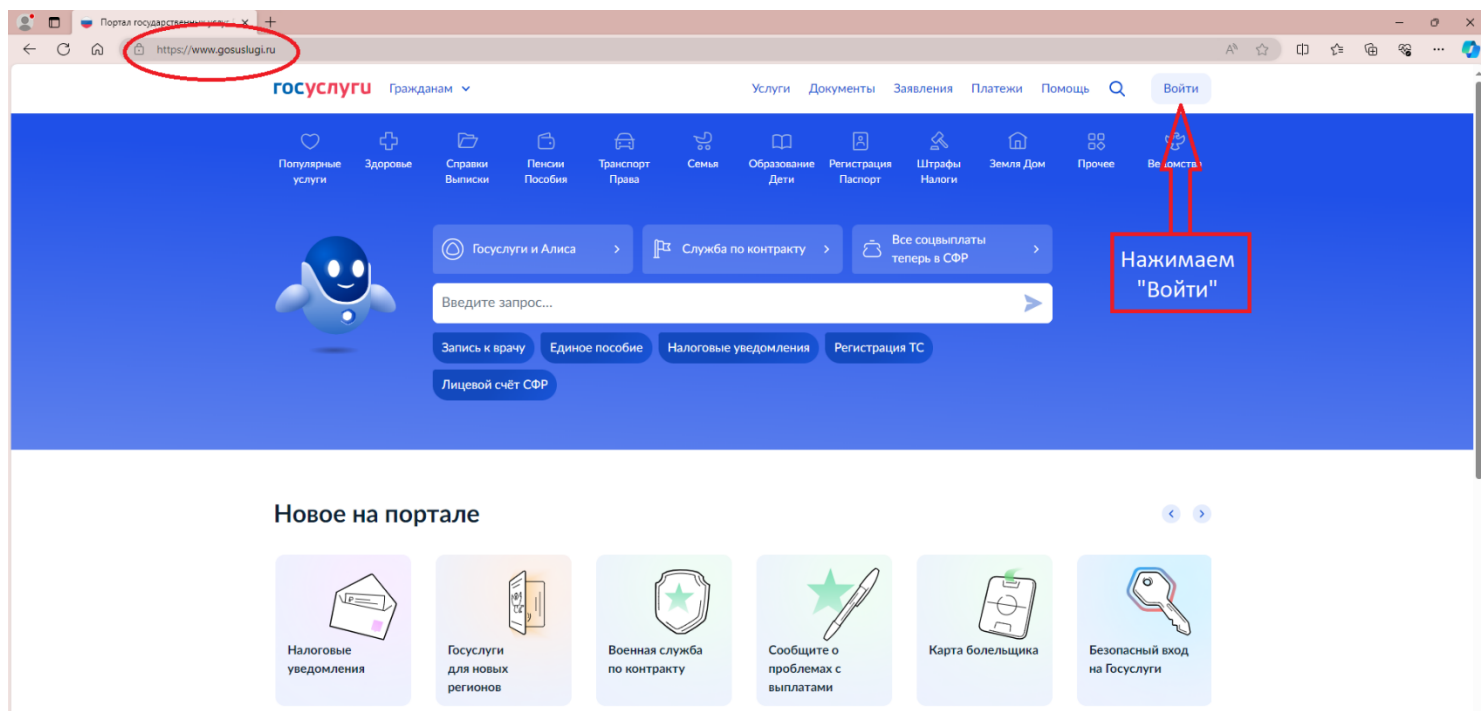 Портал государственных услуг
https://www.gosuslugi.ru
госуслуги Гражданам Услуги Документы Заявления Платежи Помощь Войти
Популярные услуги
Здоровье
Справки Выписки
Пенсии Пособия
Транспорт Права
Семья
Образование Дети
Регистрация Паспорт
Штрафы Налоги
Земля Дом
Прочее
Ведомства
Госуслуги и Алиса
Служба по контракту
Все соцвыплаты
теперь в СФР
Нажимаем
"Войти"
Введите запрос...
Запись к врачу Единое пособие Налоговые уведомления Регистрация ТС
Лицевой счёт СФР
Новое на портале
Налоговые
уведомления
Госуслуги
для новых
регионов
Военная служба
по контракту
Сообщите о
проблемах с
выплатами
Карта болельщика
Безопасный вход
на Госуслуги